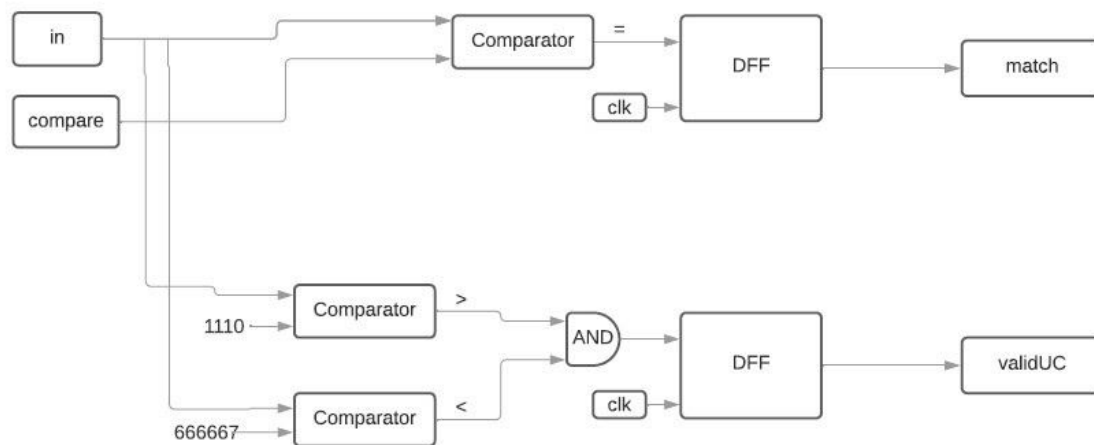 in
Comparator
=
DFF
match
clk
compare
Comparator
>
1110
AND
DFF
validUC
Comparator
<
clk
666667